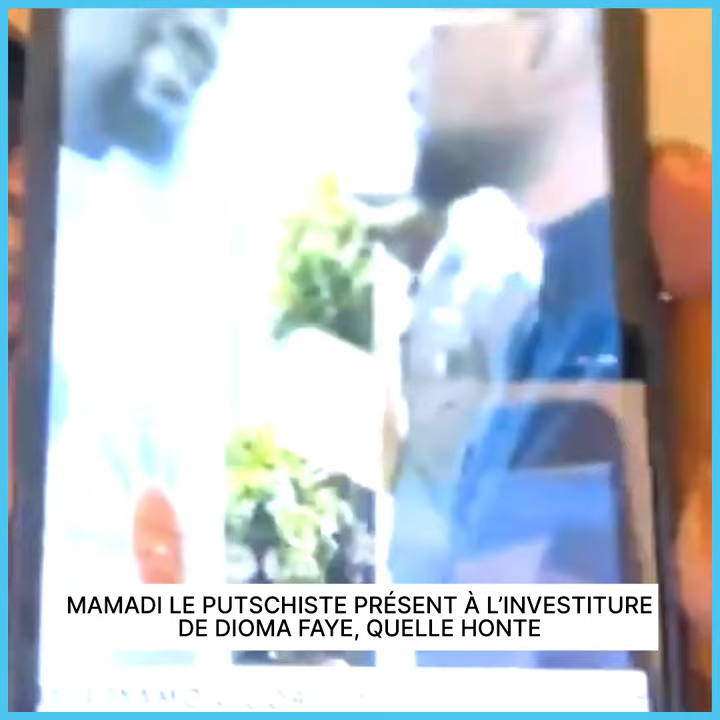 MAMADI LE PUTSCHISTE PRÉSENT À L’INVESTITURE
DE DIOMA FAYE, QUELLE HONTE